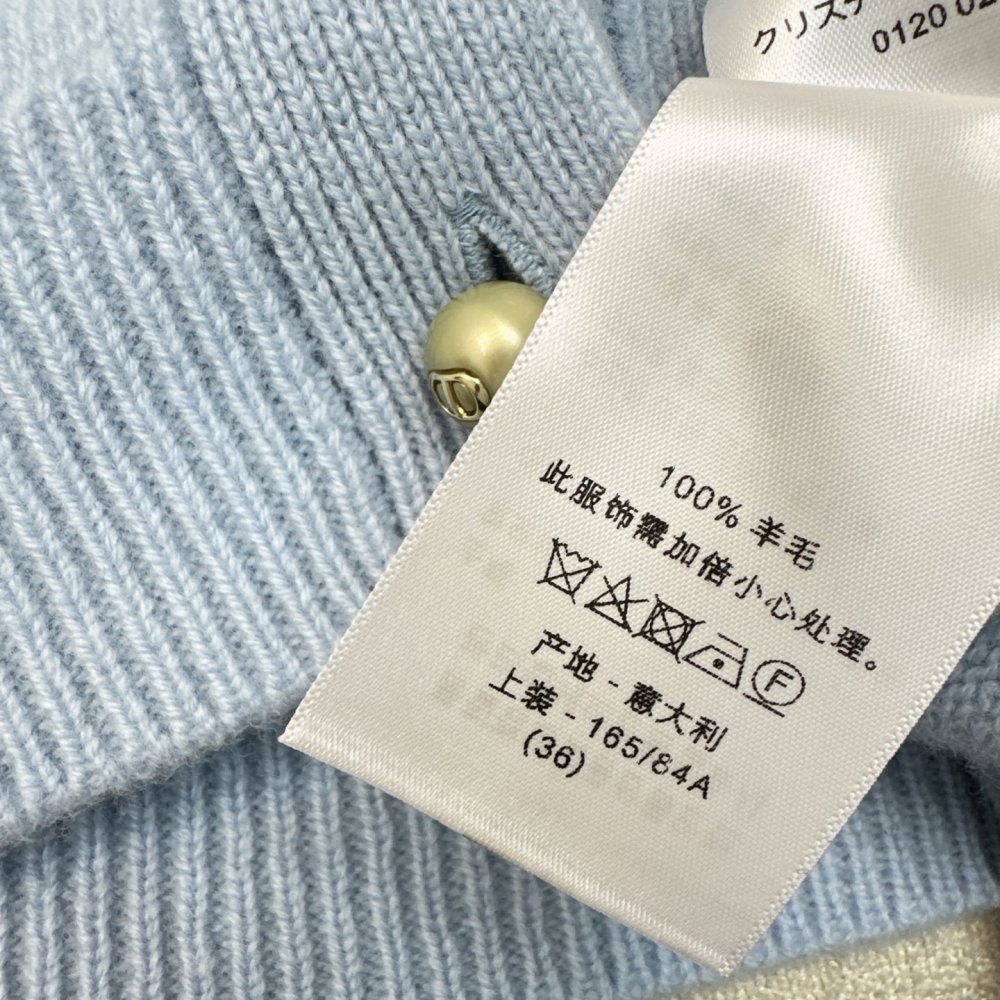 クリスチ
0120 02
100% 羊毛
此服饰需加倍小心处理。
F
产地 - 意大利
上装 - 165/84A
(36)